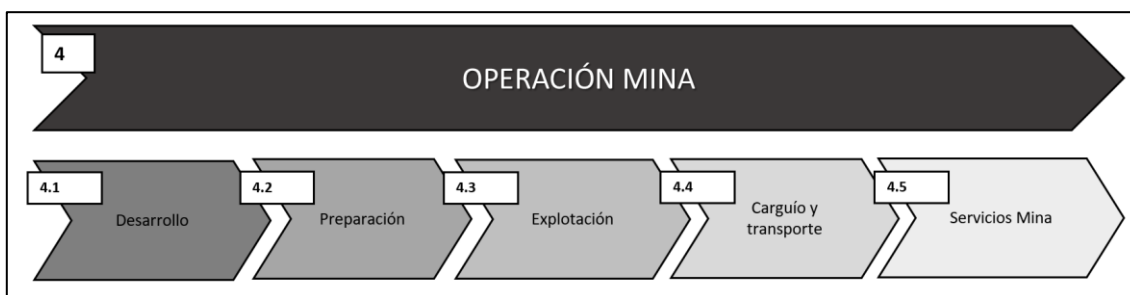 4
OPERACIÓN MINA
4.1
Desarrollo
4.2
Preparación
4.3
Explotación
4.4
Carguío y
transporte
4.5
Servicios Mina